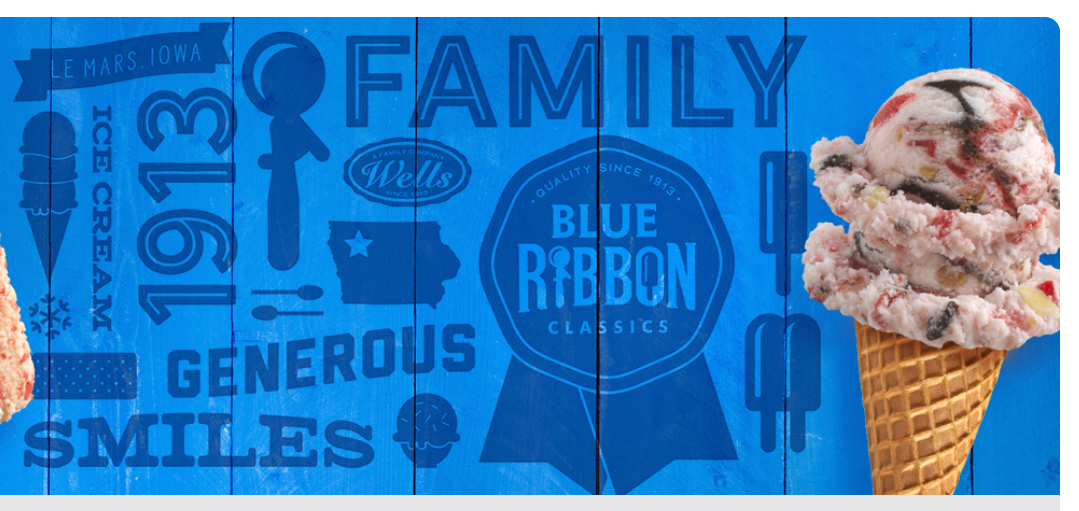 LE MARS, IOWA
ICE CREAM
1913
FAMILY
A FAMILY COMPANY
Wells
SINCE 1913
· QUALITY SINCE 1913 ·
BLUE
RIBBON
CLASSICS
GENEROUS
SMILES